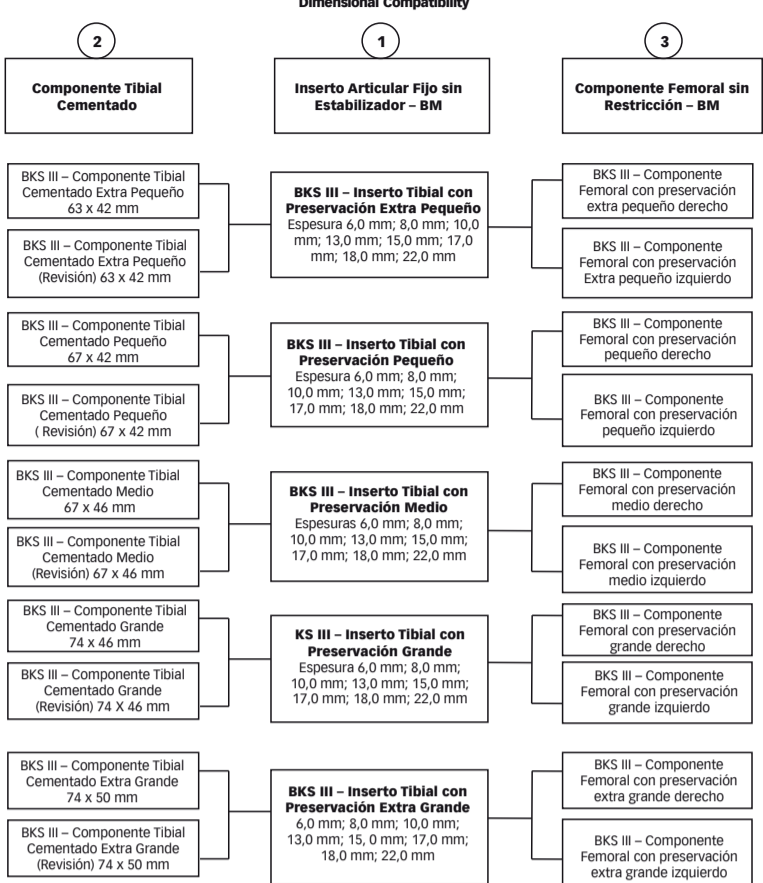 Dimensional Compatibility
2
1
3
Componente Tibial
Cementado
Inserto Articular Fijo sin
Estabilizador – BM
Componente Femoral sin
Restricción – BM
BKS III – Componente Tibial
Cementado Extra Pequeño
63 x 42 mm
BKS III – Componente Tibial
Cementado Extra Pequeño
(Revisión) 63 x 42 mm
BKS III – Inserto Tibial con
Preservación Extra Pequeño
Espesura 6,0 mm; 8,0 mm; 10,0
mm; 13,0 mm; 15,0 mm; 17,0
mm; 18,0 mm; 22,0 mm
BKS III – Componente
Femoral con preservación
extra pequeño derecho
BKS III – Componente
Femoral con preservación
Extra pequeño izquierdo
BKS III – Componente Tibial
Cementado Pequeño
67 x 42 mm
BKS III – Componente Tibial
Cementado Pequeño
( Revisión) 67 x 42 mm
BKS III – Inserto Tibial con
Preservación Pequeño
Espesura 6,0 mm; 8,0 mm;
10,0 mm; 13,0 mm; 15,0 mm;
17,0 mm; 18,0 mm; 22,0 mm
BKS III – Componente
Femoral con preservación
pequeño derecho
BKS III – Componente
Femoral con preservación
pequeño izquierdo
BKS III – Componente Tibial
Cementado Medio
67 x 46 mm
BKS III – Componente Tibial
Cementado Medio
(Revisión) 67 x 46 mm
BKS III – Inserto Tibial con
Preservación Medio
Espesuras 6,0 mm; 8,0 mm;
10,0 mm; 13,0 mm; 15,0 mm;
17,0 mm; 18,0 mm; 22,0 mm
BKS III – Componente
Femoral con preservación
medio derecho
BKS III – Componente
Femoral con preservación
medio izquierdo
BKS III – Componente Tibial
Cementado Grande
74 x 46 mm
BKS III – Componente Tibial
Cementado Grande
(Revisión) 74 X 46 mm
KS III – Inserto Tibial con
Preservación Grande
Espesura 6,0 mm; 8,0 mm;
10,0 mm; 13,0 mm; 15,0 mm;
17,0 mm; 18,0 mm; 22,0 mm
BKS III – Componente
Femoral con preservación
grande derecho
BKS III – Componente
Femoral con preservación
grande izquierdo
BKS III – Componente Tibial
Cementado Extra Grande
74 x 50 mm
BKS III – Componente Tibial
Cementado Extra Grande
(Revisión) 74 x 50 mm
BKS III – Inserto Tibial con
Preservación Extra Grande
6,0 mm; 8,0 mm; 10,0 mm;
13,0 mm; 15, 0 mm; 17,0 mm;
18,0 mm; 22,0 mm
BKS III – Componente
Femoral con preservación
extra grande derecho
BKS III – Componente
Femoral con preservación
extra grande izquierdo